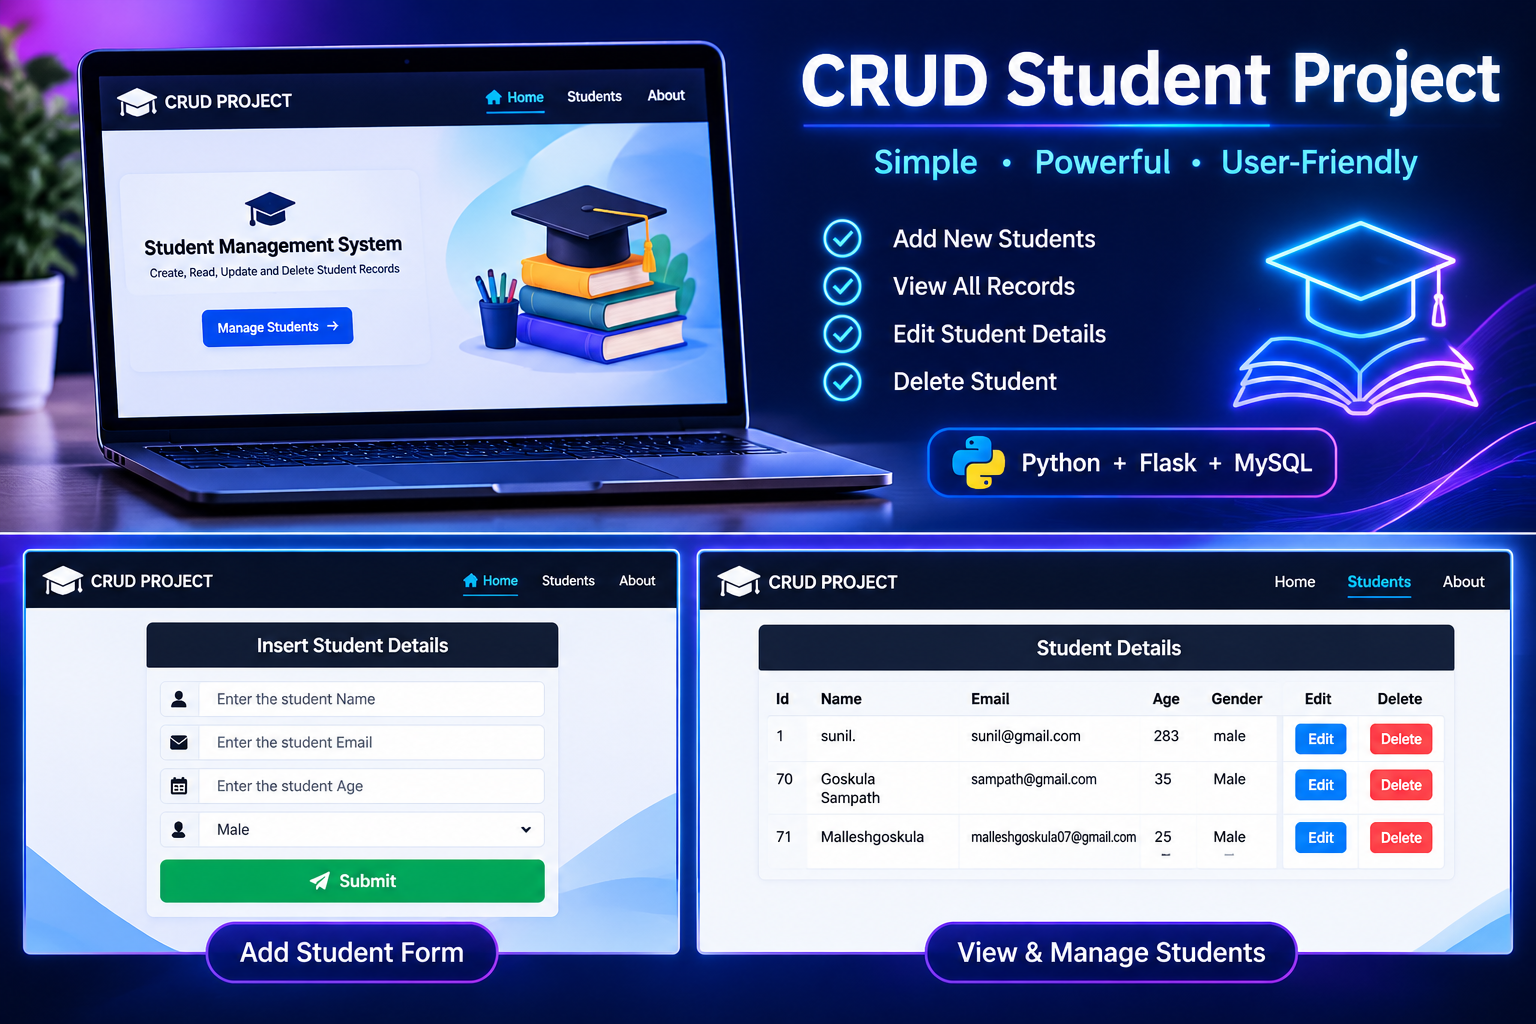 CRUD PROJECT
Home Students About
Student Management System
Create, Read, Update and Delete Student Records
Manage Students →
CRUD Student Project
Simple • Powerful • User-Friendly
Add New Students
View All Records
Edit Student Details
Delete Student
Python + Flask + MySQL
CRUD PROJECT
Home Students About
Insert Student Details
Enter the student Name
Enter the student Email
Enter the student Age
Male
Submit
Add Student Form
CRUD PROJECT
Home Students About
Student Details
Id Name Email Age Gender Edit Delete
1 sunil. sunil@gmail.com 283 male Edit Delete
70 Goskula sampath@gmail.com 35 Male Edit Delete
Sampath
71 Malleshgoskula malleshgoskula07@gmail.com 25 Male Edit Delete
View & Manage Students